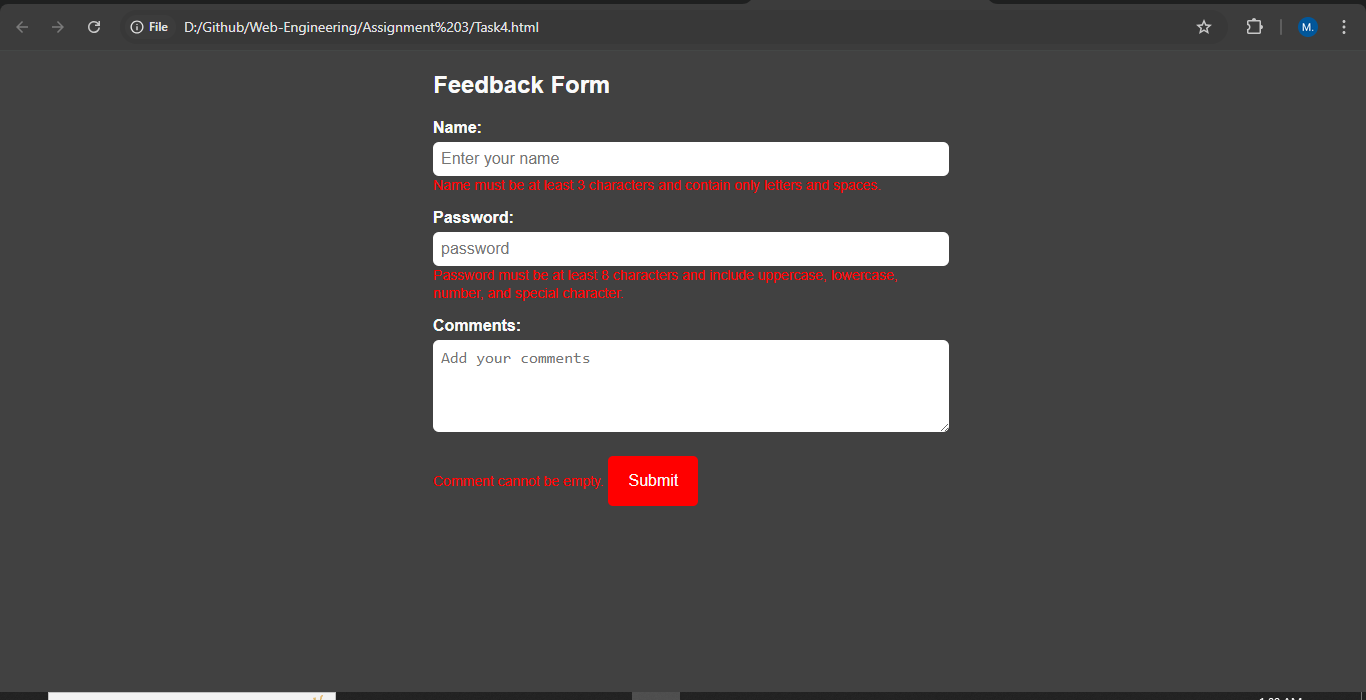 File D:/Github/Web-Engineering/Assignment%203/Task4.html M.
Feedback Form
Name:
Enter your name
Name must be at least 3 characters and contain only letters and spaces.
Password:
password
Password must be at least 8 characters and include uppercase, lowercase,
number, and special character.
Comments:
Add your comments
Comment cannot be empty. Submit